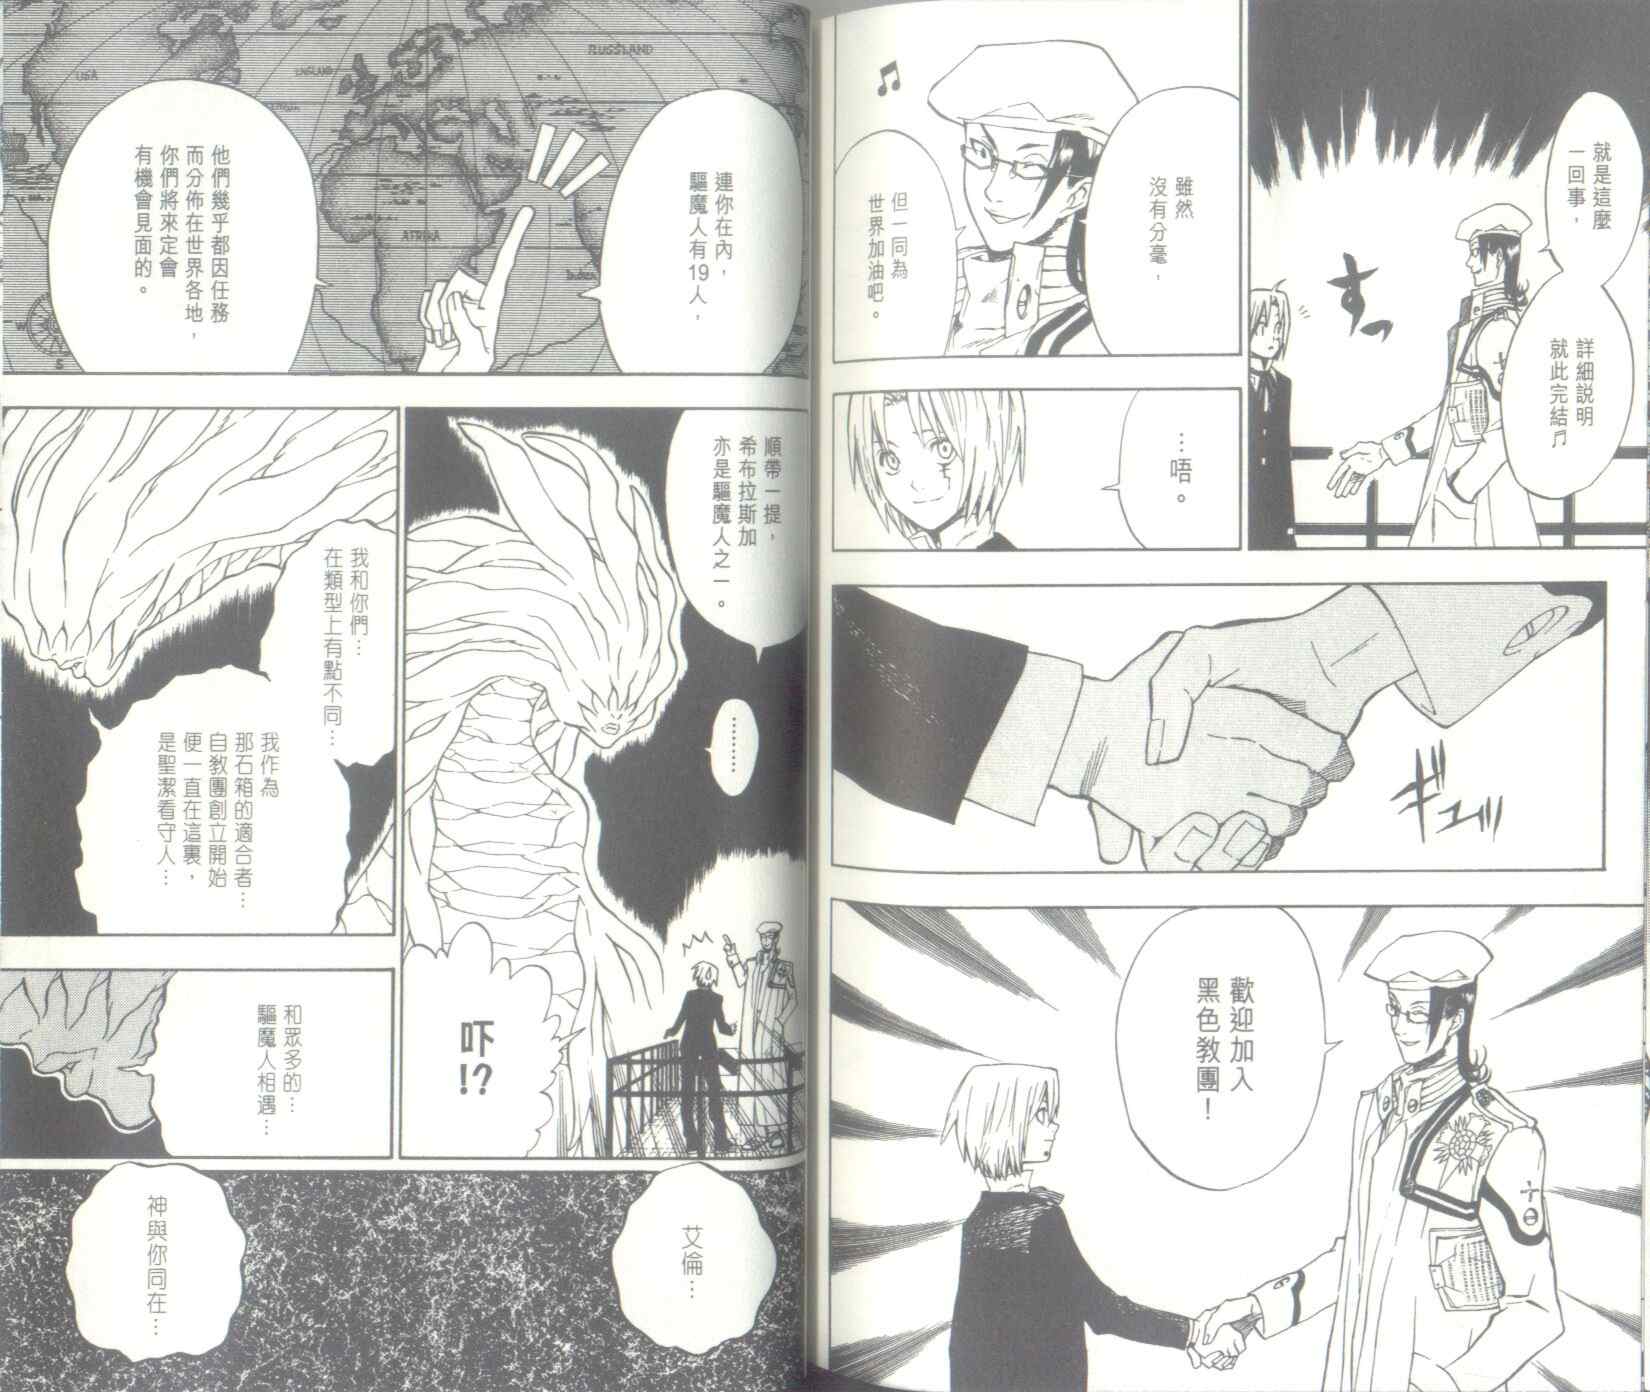 就是這麼
一回事，
詳細說明
就此完結♬
すっ
雖然
沒有分毫，
但一同為
世界加油吧。
♫
…唔。
ギュッ
歡迎加入
黑色教團！
連你在內，
驅魔人有19人，
他們幾乎都因任務
而分佈在世界各地，
你們將來定會
有機會見面的。
USA
ENGLAND
RUSSLAND
AFRIKA
W
S
順帶一提，
希布拉斯加
亦是驅魔人之一。
………
吓!?
我和你們…
在類型上有點不同…
我作為
那石箱的適合者…
自教團創立開始
便一直在這裏，
是聖潔看守人…
和眾多的…
驅魔人相遇…
艾倫…
神與你同在…